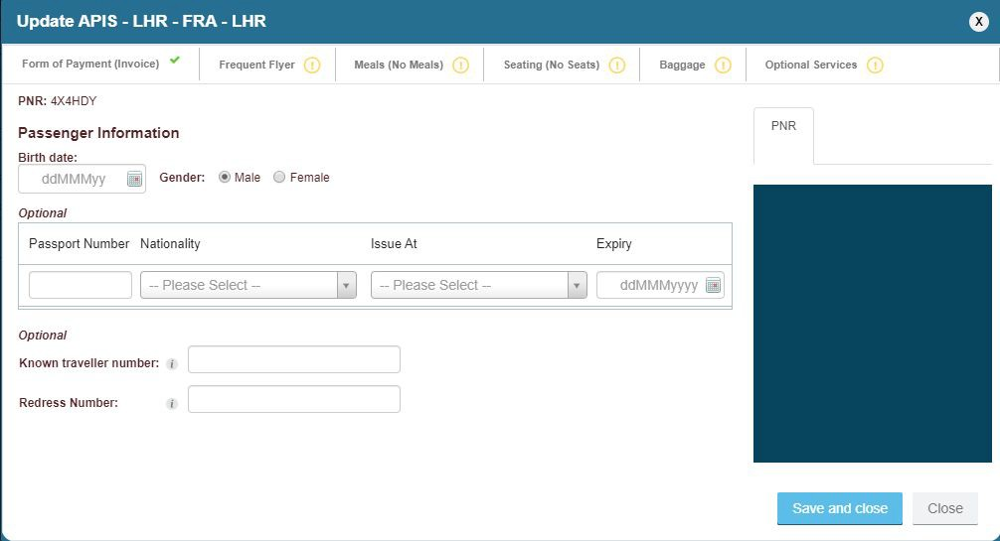 Update APIS - LHR - FRA - LHR X
Form of Payment (Invoice) Frequent Flyer ! Meals (No Meals) ! Seating (No Seats) ! Baggage ! Optional Services !
PNR: 4X4HDY
PNR
Passenger Information
Birth date:
ddMMMyy Gender: Male Female
Optional
Passport Number Nationality Issue At Expiry
-- Please Select -- -- Please Select -- ddMMMyyyy
Optional
Known traveller number: i
Redress Number: i
Save and close Close